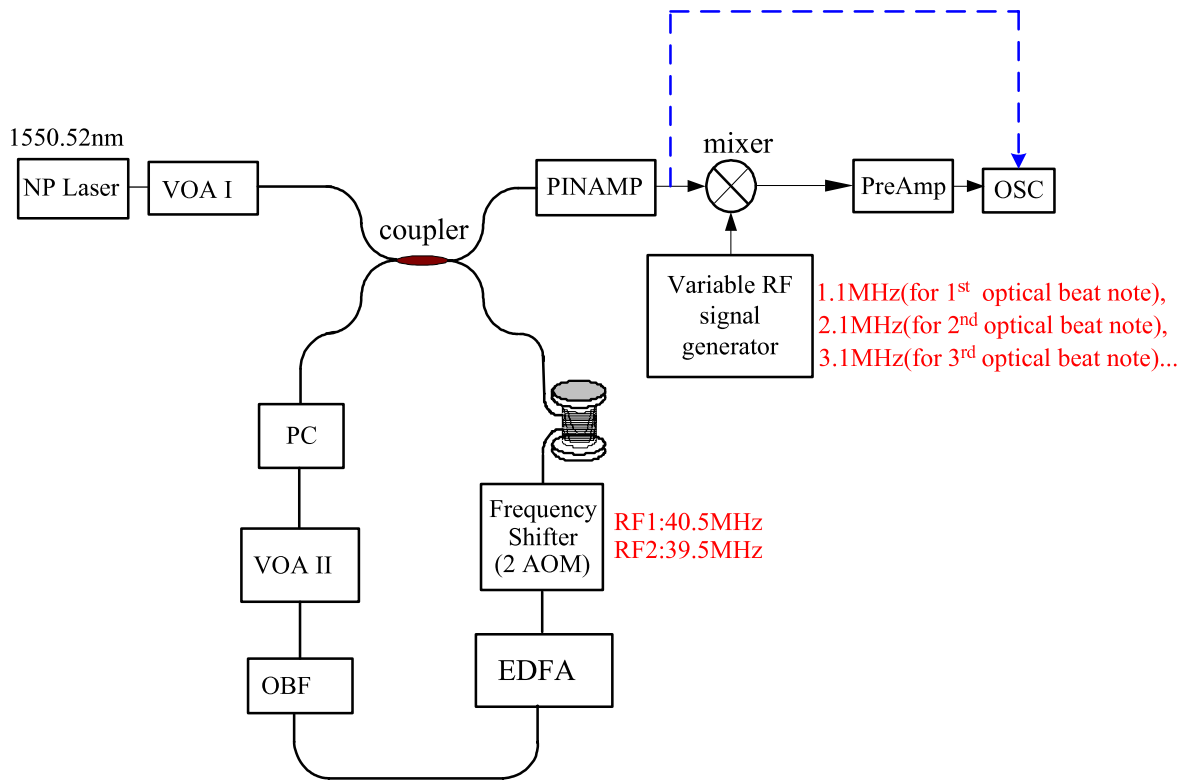 1550.52nm
NP Laser
VOA I
coupler
PINAMP
mixer
PreAmp
OSC
Variable RF
signal
generator
1.1MHz(for 1st optical beat note),
2.1MHz(for 2nd optical beat note),
3.1MHz(for 3rd optical beat note)...
PC
VOA II
OBF
Frequency
Shifter
(2 AOM)
RF1:40.5MHz
RF2:39.5MHz
EDFA